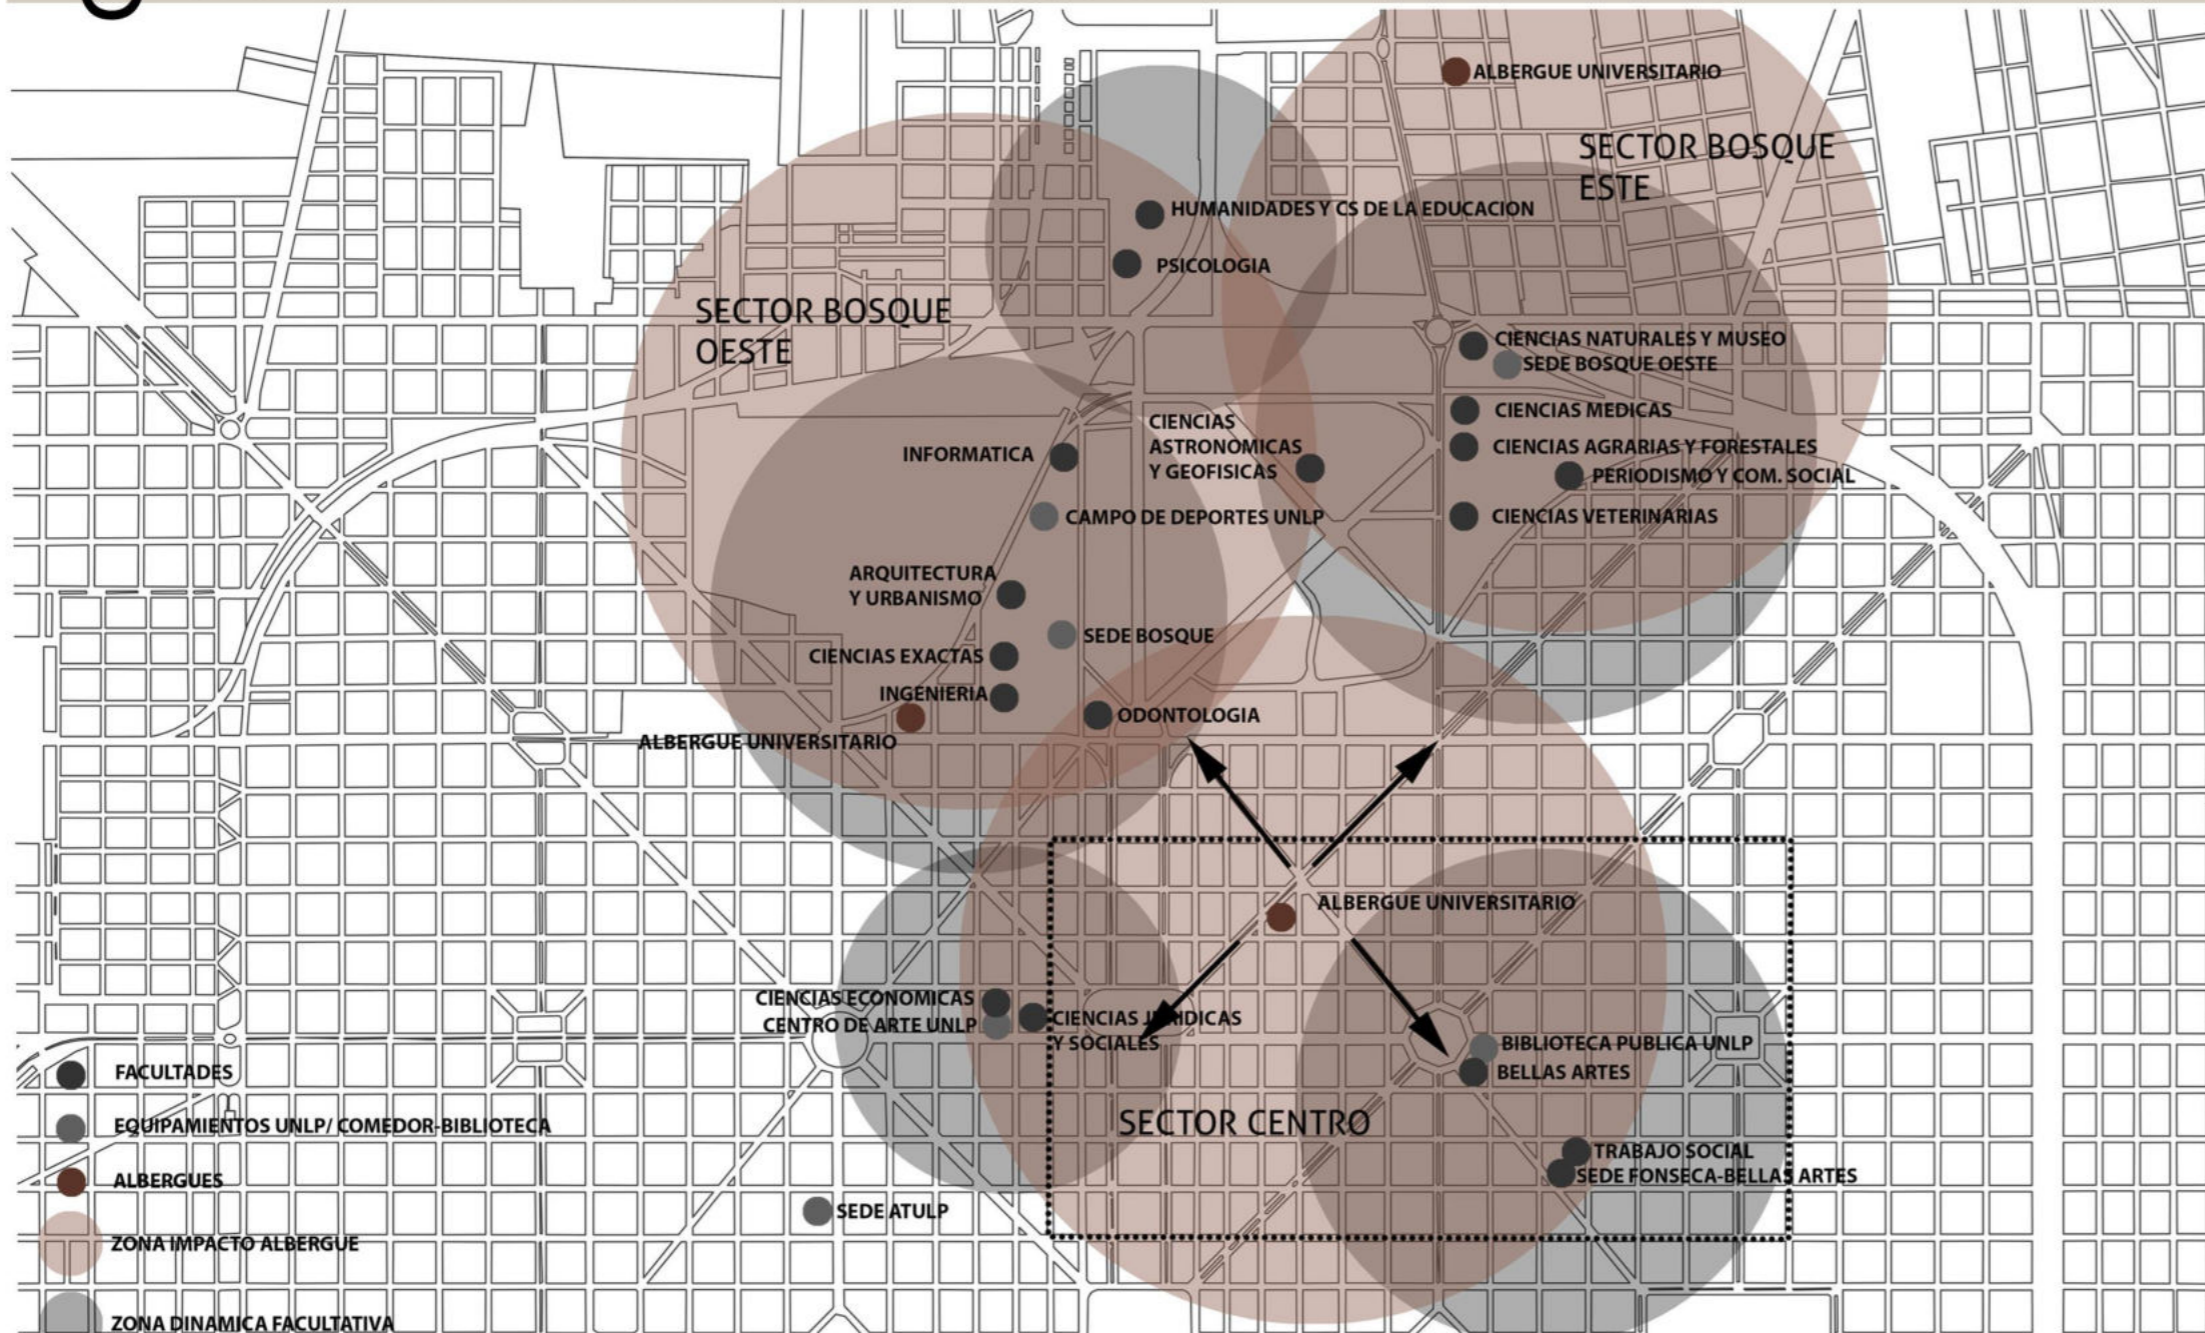 ALBERGUE UNIVERSITARIO
SECTOR BOSQUE
ESTE
HUMANIDADES Y CS DE LA EDUCACION
PSICOLOGIA
SECTOR BOSQUE
OESTE
CIENCIAS NATURALES Y MUSEO
SEDE BOSQUE OESTE
CIENCIAS MEDICAS
CIENCIAS
ASTRONOMICAS
Y GEOFISICAS
INFORMATICA
CIENCIAS AGRARIAS Y FORESTALES
PERIODISMO Y COM. SOCIAL
CAMPO DE DEPORTES UNLP
CIENCIAS VETERINARIAS
ARQUITECTURA
Y URBANISMO
SEDE BOSQUE
CIENCIAS EXACTAS
INGENIERIA
ODONTOLOGIA
ALBERGUE UNIVERSITARIO
ALBERGUE UNIVERSITARIO
CIENCIAS ECONOMICAS
CENTRO DE ARTE UNLP
CIENCIAS JURIDICAS
Y SOCIALES
BIBLIOTECA PUBLICA UNLP
BELLAS ARTES
SECTOR CENTRO
TRABAJO SOCIAL
SEDE FONSECA-BELLAS ARTES
SEDE ATULP
FACULTADES
EQUIPAMIENTOS UNLP/ COMEDOR-BIBLIOTECA
ALBERGUES
ZONA IMPACTO ALBERGUE
ZONA DINAMICA FACULTATIVA